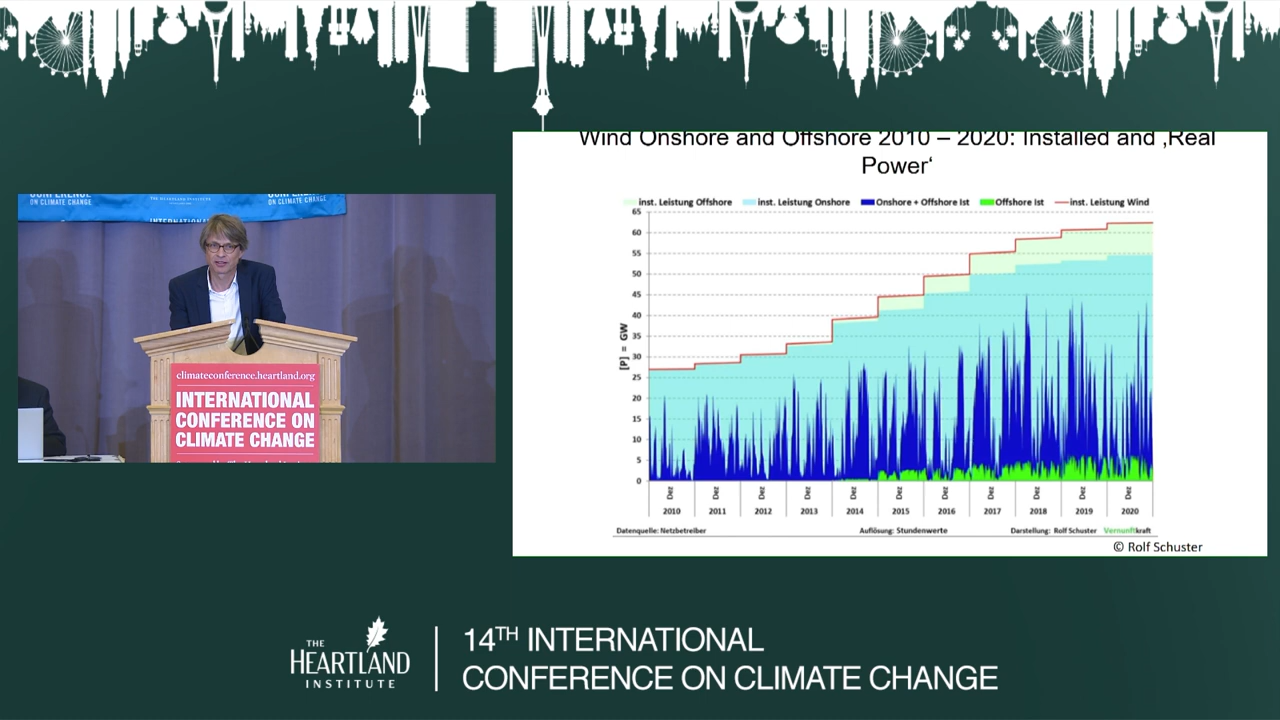 CONFERENCE
ON CLIMATE CHANGE
THE HEARTLAND INSTITUTE
INTERNATIONAL
CONFERENCE
ON CLIMATE CHANGE
climateconference.heartland.org
INTERNATIONAL
CONFERENCE ON
CLIMATE CHANGE
Wind Onshore and Offshore 2010 – 2020: Installed and ‚Real
Power‘
inst. Leistung Offshore inst. Leistung Onshore Onshore + Offshore Ist Offshore Ist inst. Leistung Wind
65
60
55
50
45
40
35
30
25
20
15
10
5
0
[P] = GW
Dez Dez Dez Dez Dez Dez Dez Dez Dez Dez Dez
2010 2011 2012 2013 2014 2015 2016 2017 2018 2019 2020
Datenquelle: Netzbetreiber Auflösung: Stundenwerte Darstellung: Rolf Schuster Vernunftkraft
© Rolf Schuster
THE
HEARTLAND
INSTITUTE
14TH INTERNATIONAL
CONFERENCE ON CLIMATE CHANGE